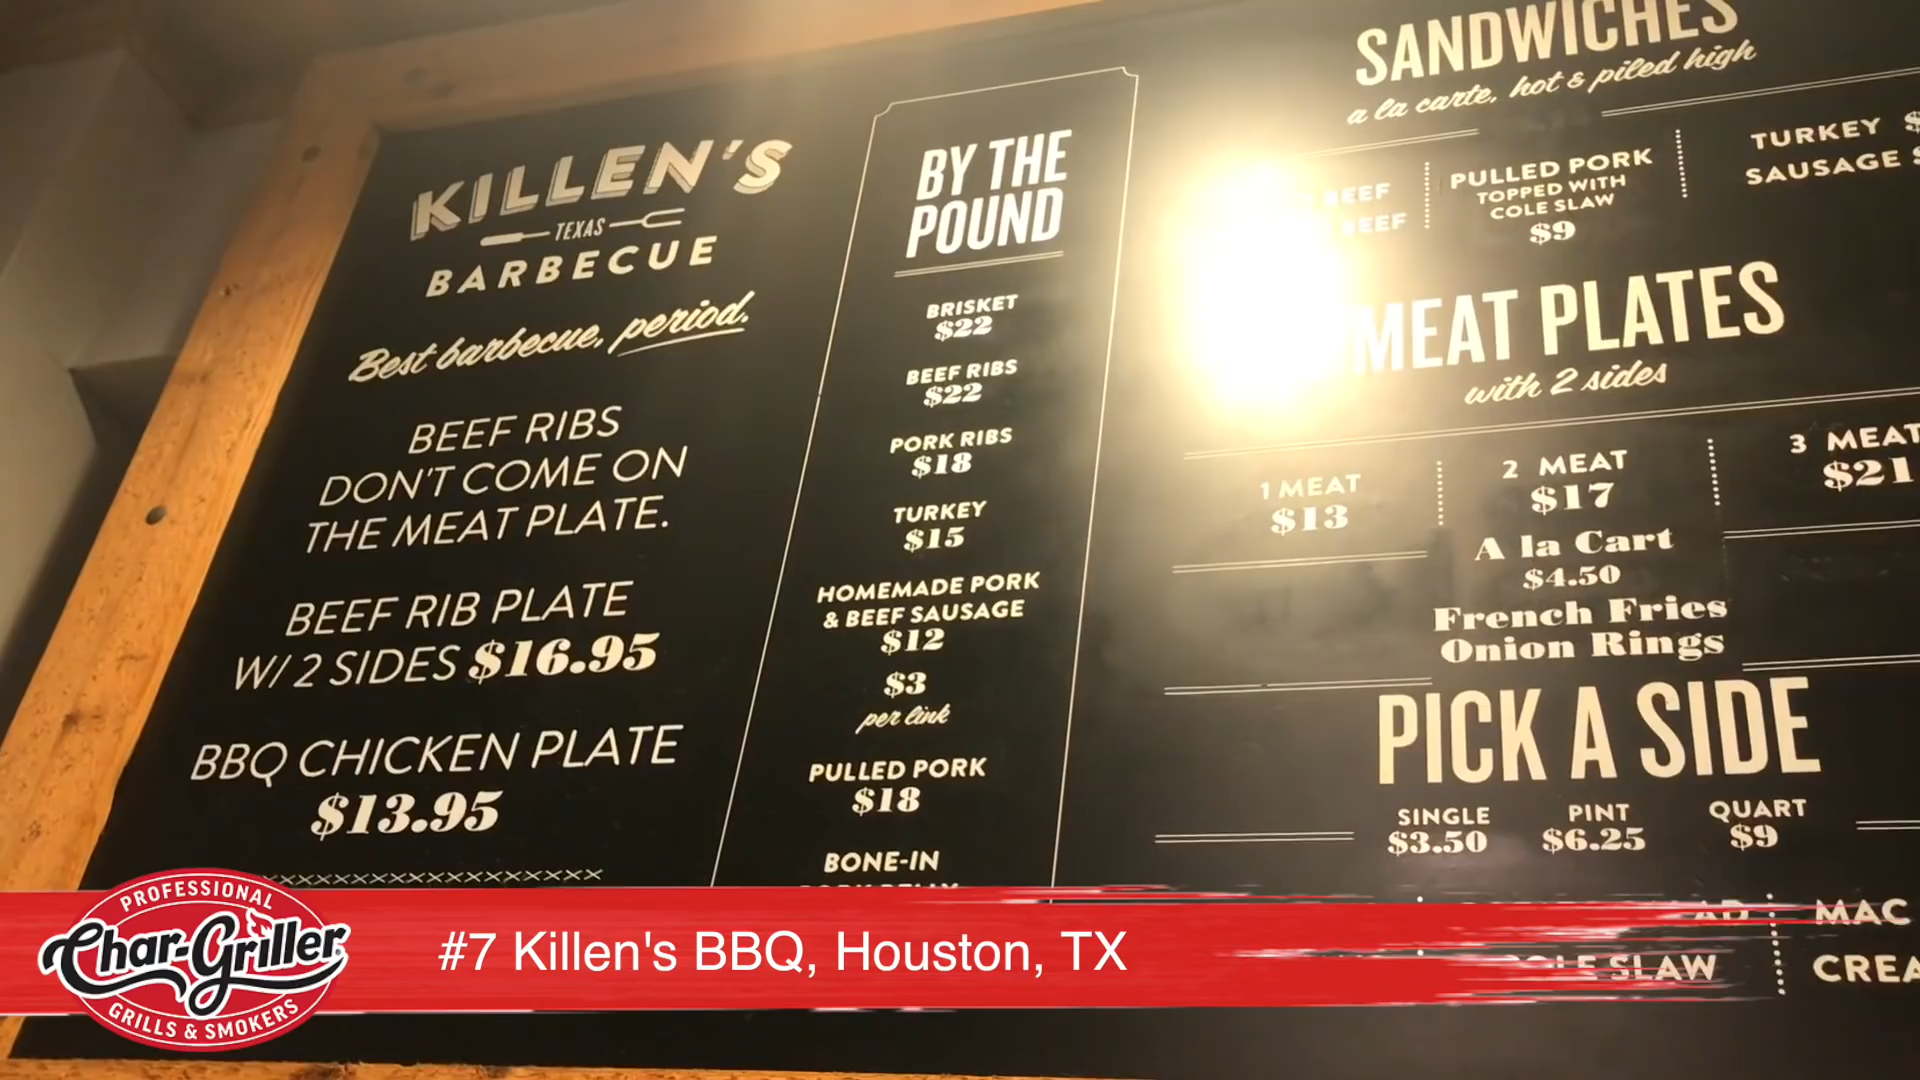 KILLEN'S
TEXAS
BARBECUE
Best barbecue, period.
BEEF RIBS
DON'T COME ON
THE MEAT PLATE.
BEEF RIB PLATE
W/ 2 SIDES $16.95
BBQ CHICKEN PLATE
$13.95
BY THE
POUND
BRISKET
$22
BEEF RIBS
$22
PORK RIBS
$18
TURKEY
$15
HOMEMADE PORK
& BEEF SAUSAGE
$12
$3
per link
PULLED PORK
$18
BONE-IN
SANDWICHES
a la carte, hot & piled high
BEEF
BEEF
PULLED PORK
TOPPED WITH
COLE SLAW
$9
TURKEY $
SAUSAGE $
MEAT PLATES
with 2 sides
1 MEAT
$13
2 MEAT
$17
3 MEAT
$21
A la Cart
$4.50
French Fries
Onion Rings
PICK A SIDE
SINGLE
$3.50
PINT
$6.25
QUART
$9
MAC
SLAW
CREA
PROFESSIONAL
Char-Griller
GRILLS & SMOKERS
#7 Killen's BBQ, Houston, TX